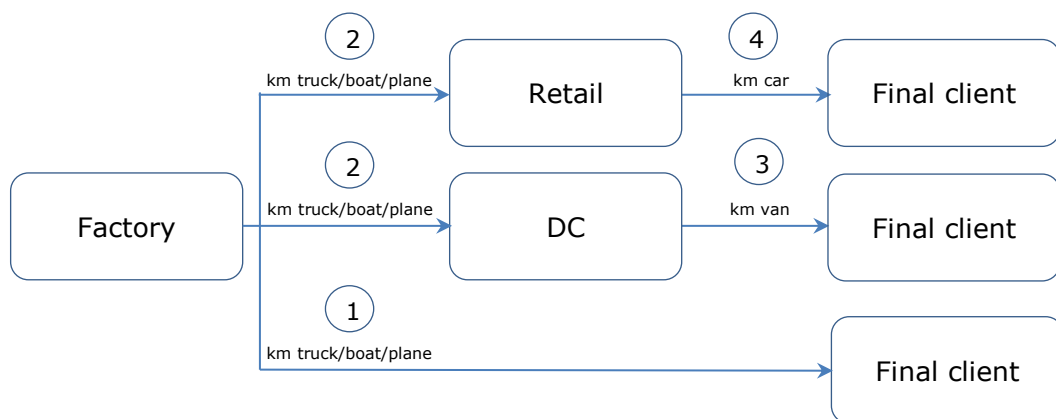 2
4
km truck/boat/plane
Retail
km car
Final client
2
3
Factory
km truck/boat/plane
DC
km van
Final client
1
km truck/boat/plane
Final client